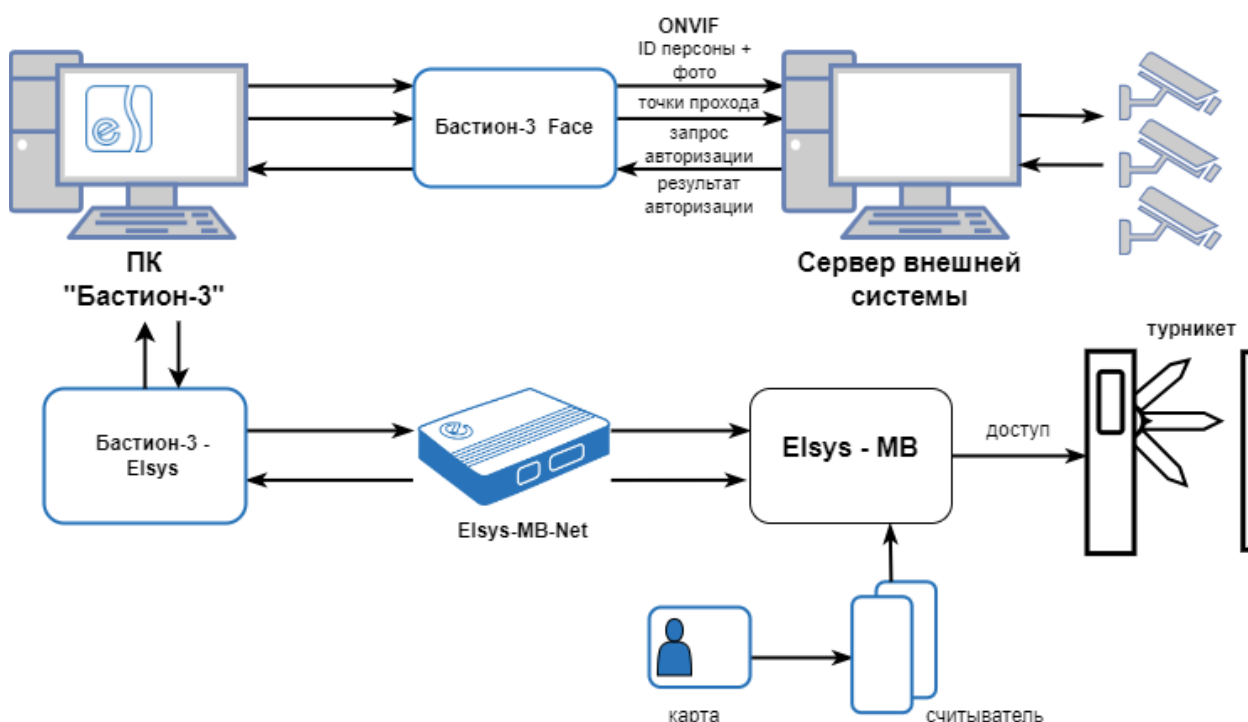 ONVIF
ID персоны +
фото
точки прохода
запрос
авторизации
результат
авторизации
Бастион-3 Face
ПК
"Бастион-3"
Сервер внешней
системы
турникет
Бастион-3 -
Elsys
Elsys-MB-Net
Elsys - MB
доступ
карта
считыватель